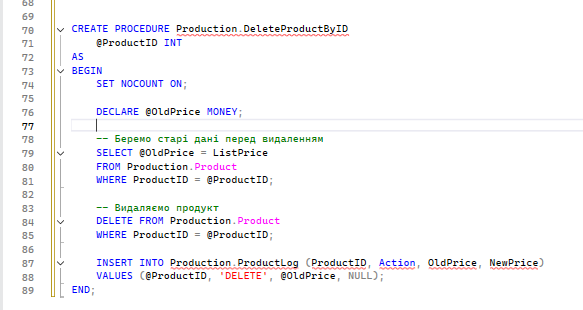 68
69
70 CREATE PROCEDURE Production.DeleteProductByID
71 @ProductID INT
72 AS
73 BEGIN
74 SET NOCOUNT ON;
75
76 DECLARE @OldPrice MONEY;
77
78 -- Беремо старі дані перед видаленням
79 SELECT @OldPrice = ListPrice
80 FROM Production.Product
81 WHERE ProductID = @ProductID;
82
83 -- Видаляємо продукт
84 DELETE FROM Production.Product
85 WHERE ProductID = @ProductID;
86
87 INSERT INTO Production.ProductLog (ProductID, Action, OldPrice, NewPrice)
88 VALUES (@ProductID, 'DELETE', @OldPrice, NULL);
89 END;